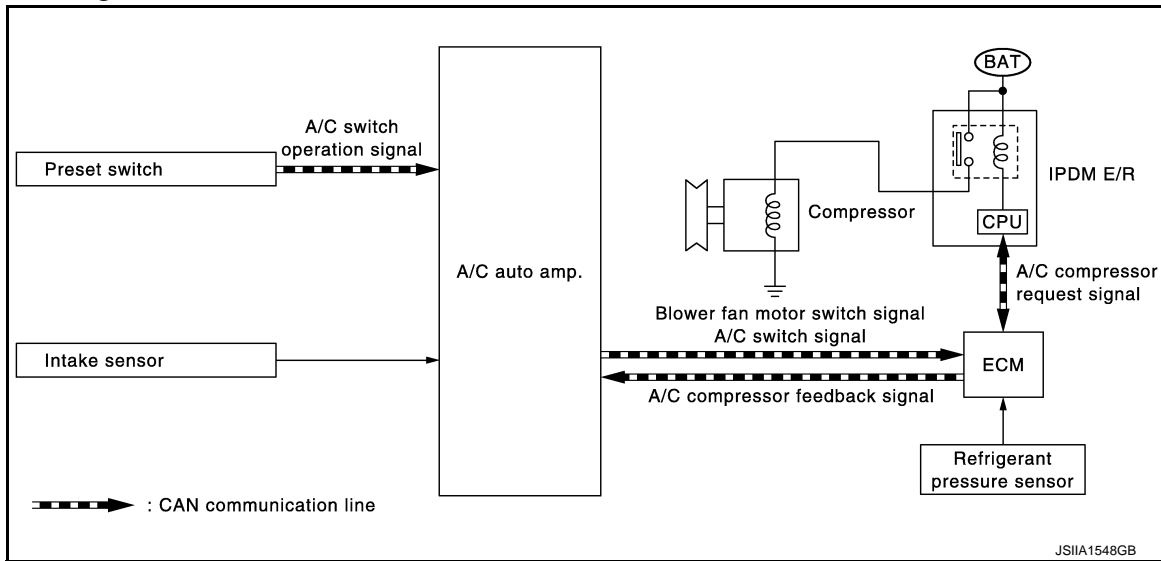 BAT
A/C switch
operation signal
Preset switch
IPDM E/R
Compressor
CPU
A/C auto amp.
A/C compressor
request signal
Blower fan motor switch signal
A/C switch signal
Intake sensor
ECM
A/C compressor feedback signal
Refrigerant
pressure sensor
: CAN communication line
JSIIA1548GB